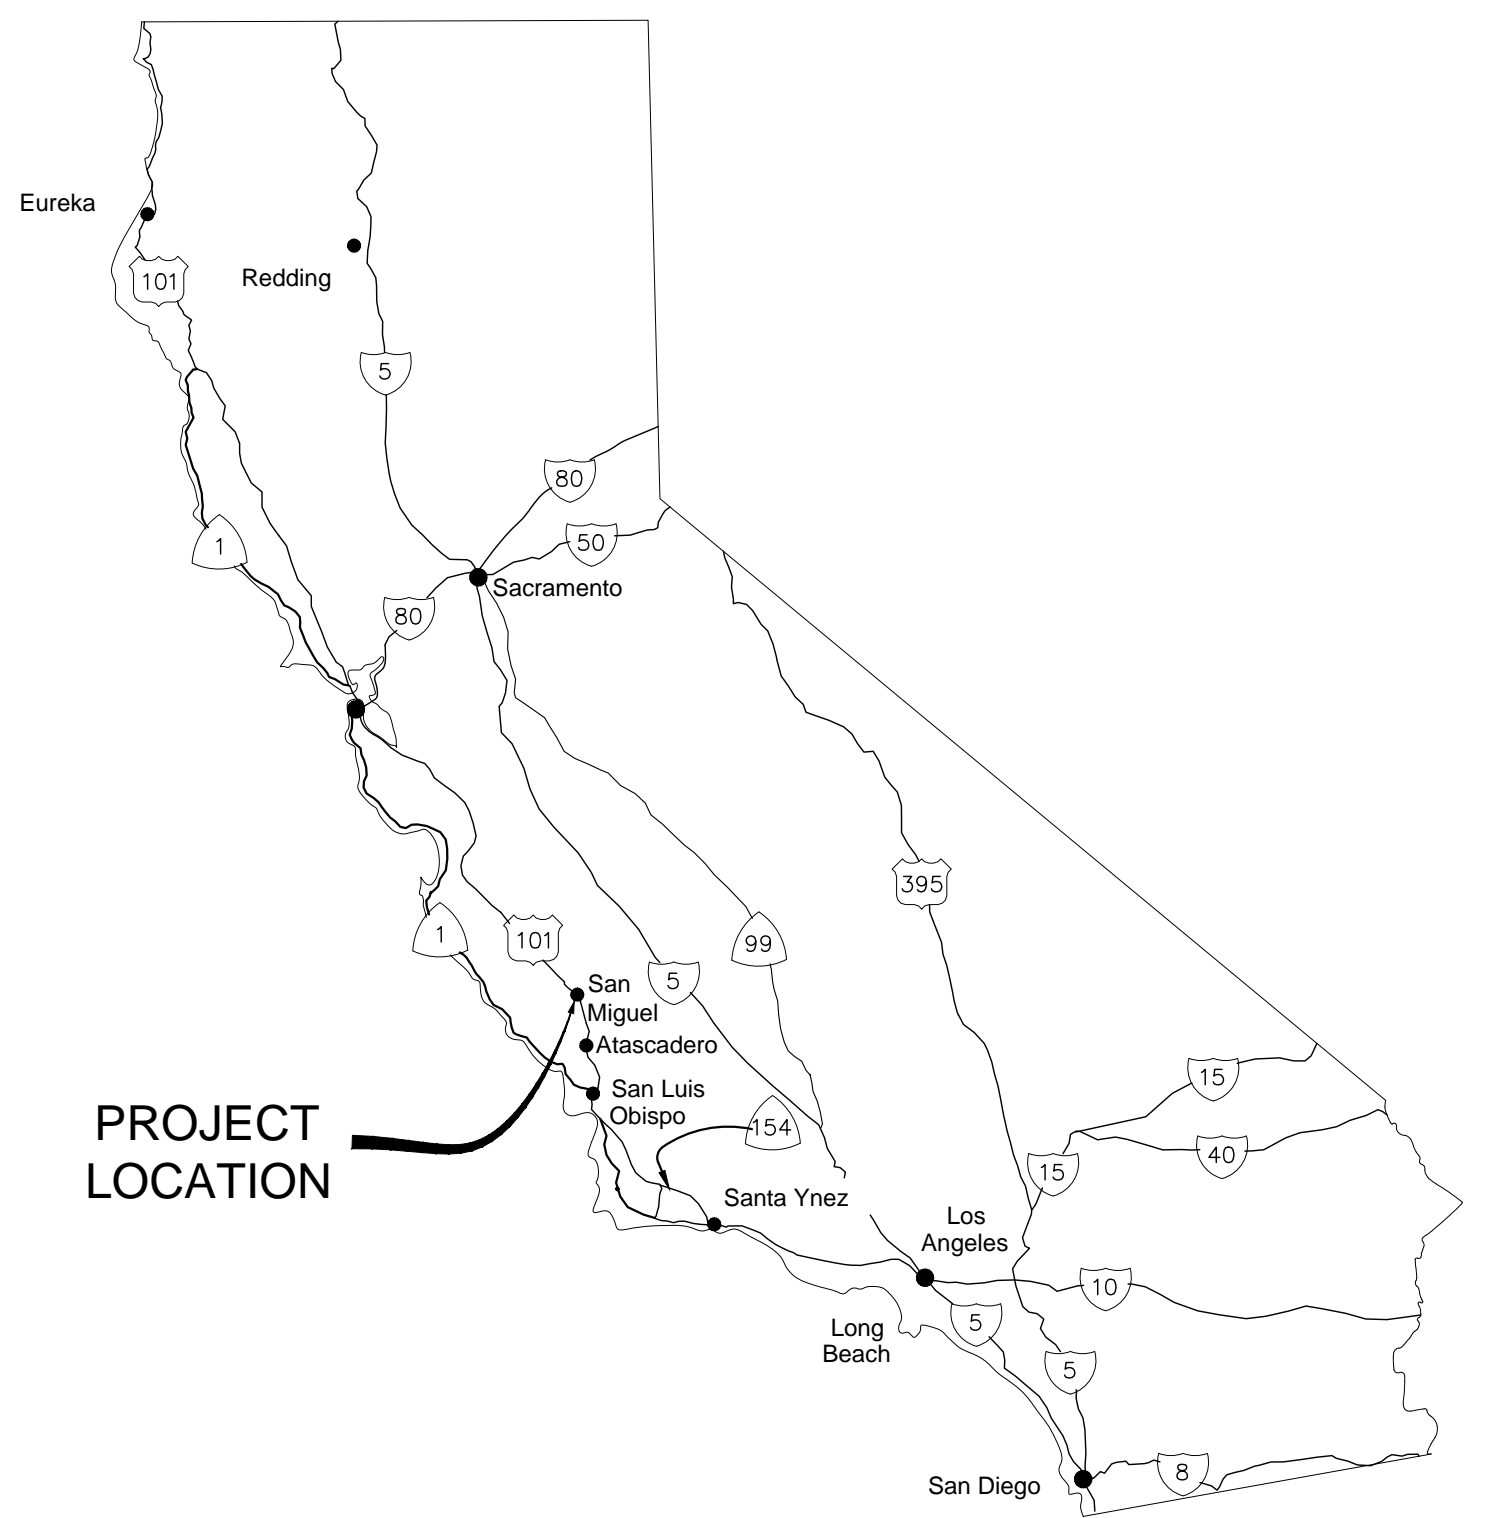 Eureka
101
Redding
5
80
1
50
Sacramento
80
395
1
101
99
5
San
Miguel
Atascadero
15
San Luis
Obispo
PROJECT
LOCATION
154
40
15
Santa Ynez
Los
Angeles
10
5
Long
Beach
5
8
San Diego